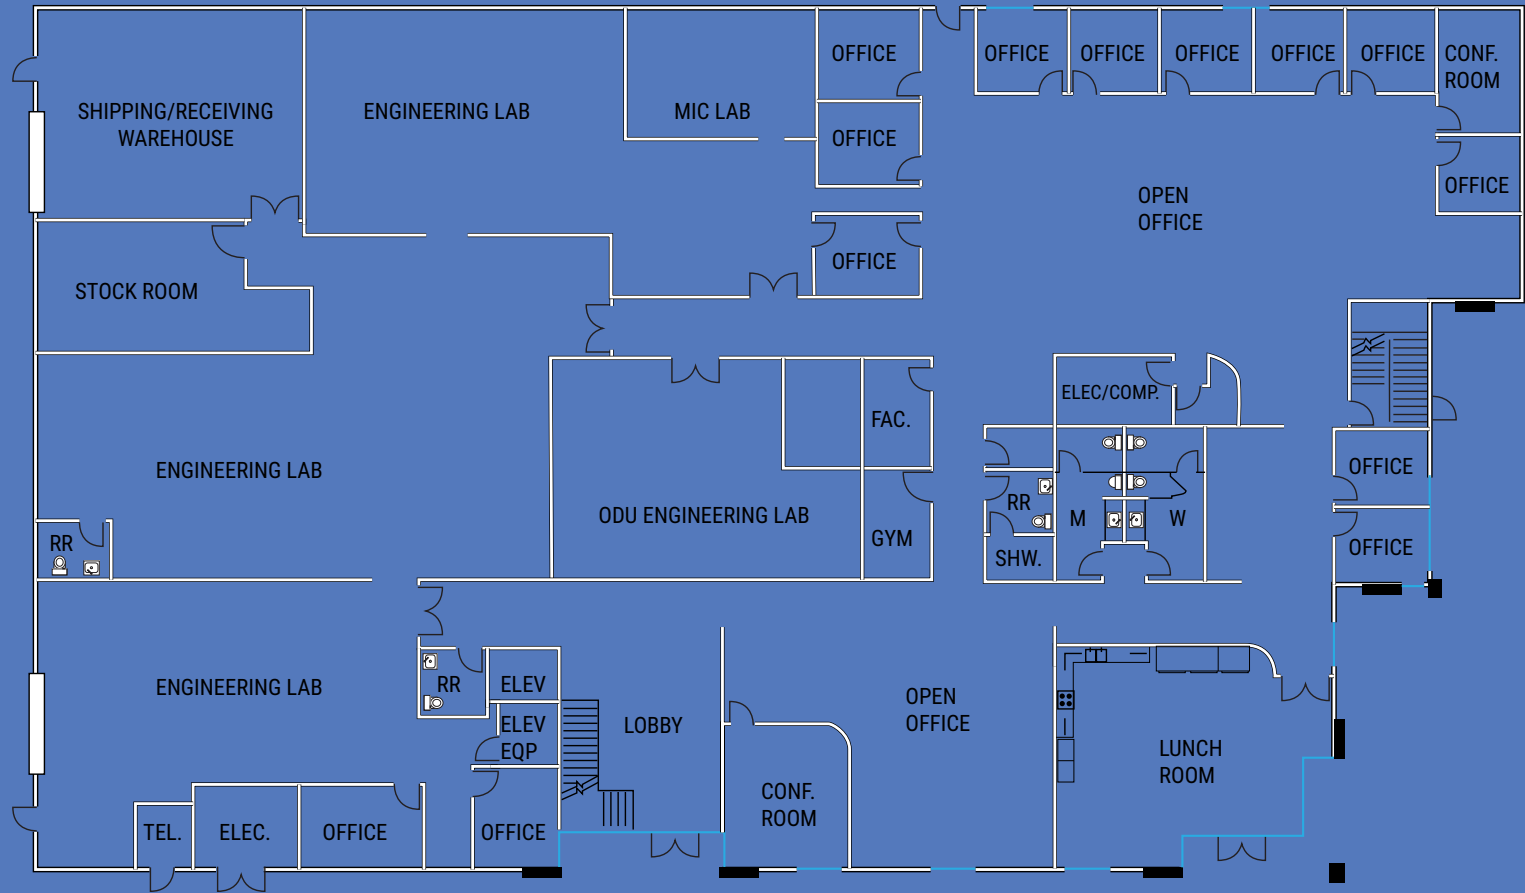 OFFICE
OFFICE
OFFICE
OFFICE
OFFICE
OFFICE
CONF.
ROOM
SHIPPING/RECEIVING
WAREHOUSE
ENGINEERING LAB
MIC LAB
OFFICE
OFFICE
OPEN
OFFICE
OFFICE
STOCK ROOM
ELEC/COMP.
FAC.
ENGINEERING LAB
OFFICE
RR
ODU ENGINEERING LAB
M
W
RR
GYM
SHW.
OFFICE
ENGINEERING LAB
RR
ELEV
ELEV
EQP
LOBBY
OPEN
OFFICE
LUNCH
ROOM
CONF.
ROOM
TEL.
ELEC.
OFFICE
OFFICE